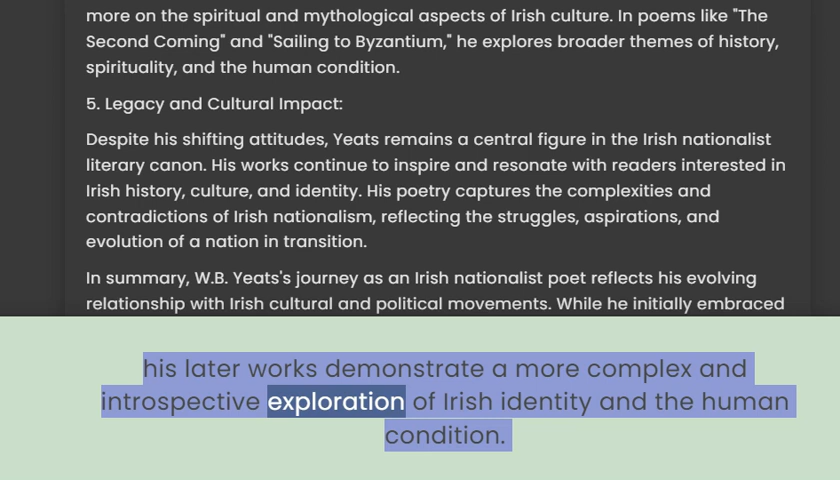 more on the spiritual and mythological aspects of Irish culture. In poems like "The
Second Coming" and "Sailing to Byzantium," he explores broader themes of history,
spirituality, and the human condition.
5. Legacy and Cultural Impact:
Despite his shifting attitudes, Yeats remains a central figure in the Irish nationalist
literary canon. His works continue to inspire and resonate with readers interested in
Irish history, culture, and identity. His poetry captures the complexities and
contradictions of Irish nationalism, reflecting the struggles, aspirations, and
evolution of a nation in transition.
In summary, W.B. Yeats's journey as an Irish nationalist poet reflects his evolving
relationship with Irish cultural and political movements. While he initially embraced
his later works demonstrate a more complex and
introspective exploration of Irish identity and the human
condition.